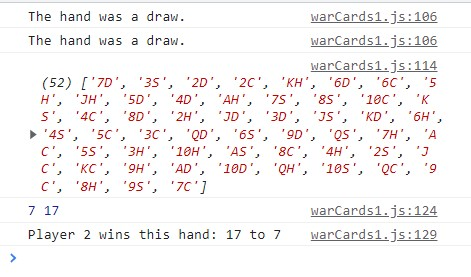 The hand was a draw. warCards1.js:106
The hand was a draw. warCards1.js:106
warCards1.js:114
(52) ['7D', '3S', '2D', '2C', 'KH', '6D', '6C', '5
H', 'JH', '5D', '4D', 'AH', '7S', '8S', '10C', 'K
S', '4C', '8D', '2H', 'JD', '3D', 'JS', 'KD', '6H',
'4S', '5C', '3C', 'QD', '6S', '9D', 'QS', '7H', 'A
C', '5S', '3H', '10H', 'AS', '8C', '4H', '2S', 'J
C', 'KC', '9H', 'AD', '10D', 'QH', '10S', 'QC', '9
C', '8H', '9S', '7C']
7 17 warCards1.js:124
Player 2 wins this hand: 17 to 7 warCards1.js:129